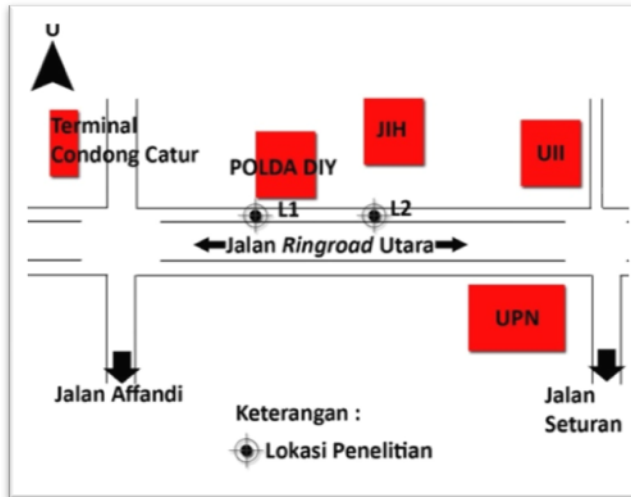 U
Terminal
Condong Catur
POLDA DIY
JIH
UII
L1
L2
Jalan Ringroad Utara
UPN
Jalan Affandi
Jalan
Seturan
Keterangan :
Lokasi Penelitian